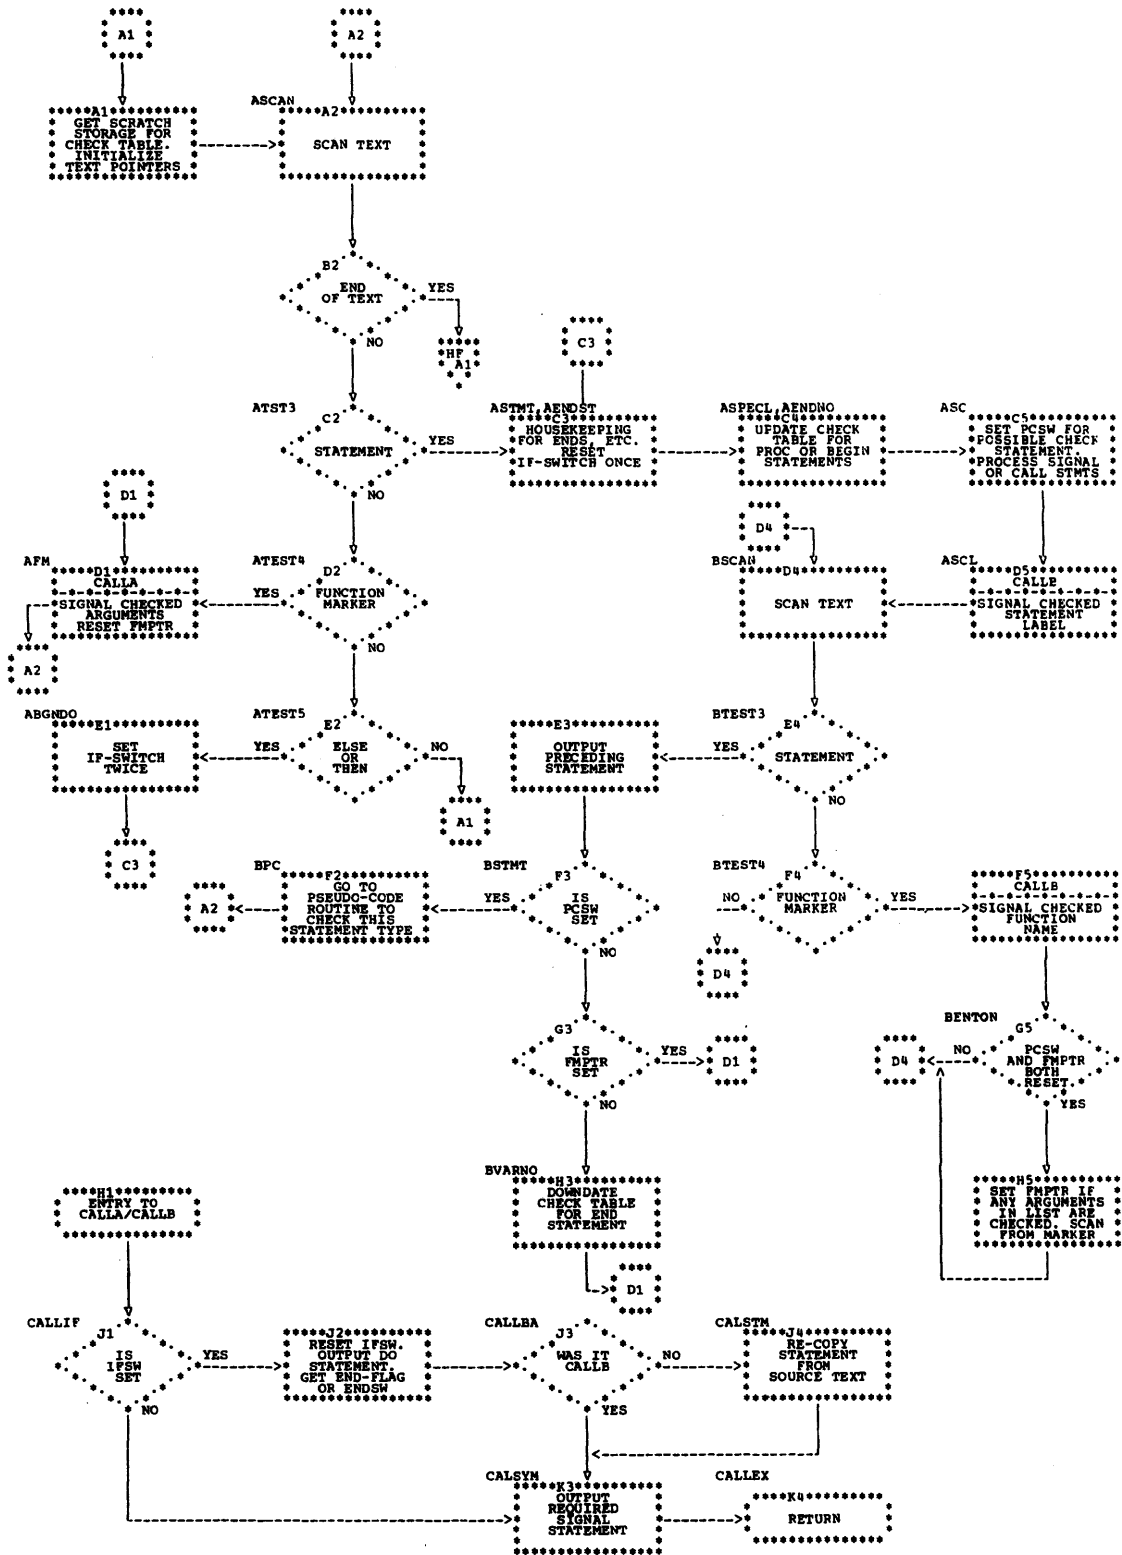 A1
A2
ASCAN
A1
GET SCRATCH
STORAGE FOR
CHECK TABLE.
INITIALIZE
TEXT POINTERS
A2
SCAN TEXT
B2
END
OF TEXT
YES
NO
HF
A1
C3
ATST3
C2
STATEMENT
YES
NO
ASTMT,AENDST
C3
HOUSEKEEPING
FOR ENDS, ETC.
RESET
IF-SWITCH ONCE
ASPECL,AENDNO
C4
UPDATE CHECK
TABLE FOR
PROC OR BEGIN
STATEMENTS
ASC
C5
SET PCSW FOR
POSSIBLE CHECK
STATEMENT.
PROCESS SIGNAL
OR CALL STMTS
D1
D4
AFM
D1
CALLA
SIGNAL CHECKED
ARGUMENTS
RESET FMPTR
A2
ATEST4
D2
FUNCTION
MARKER
YES
NO
BSCAN
D4
SCAN TEXT
ASCL
D5
CALLB
SIGNAL CHECKED
STATEMENT
LABEL
ABGNDO
E1
SET
IF-SWITCH
TWICE
C3
ATEST5
E2
ELSE
OR
THEN
YES
NO
A1
E3
OUTPUT
PRECEDING
STATEMENT
BTEST3
E4
STATEMENT
YES
NO
BPC
F2
GO TO
PSEUDO-CODE
ROUTINE TO
CHECK THIS
STATEMENT TYPE
A2
BSTMT
F3
IS
PCSW
SET
YES
NO
BTEST4
F4
FUNCTION
MARKER
NO
YES
D4
F5
CALLB
SIGNAL CHECKED
FUNCTION
NAME
G3
IS
FMPTR
SET
YES
NO
D1
BENTON
G5
PCSW
AND FMPTR
BOTH
RESET.
NO
YES
D4
BVARNO
H3
DOWNDATE
CHECK TABLE
FOR END
STATEMENT
D1
H5
SET FMPTR IF
ANY ARGUMENTS
IN LIST ARE
CHECKED. SCAN
FROM MARKER
H1
ENTRY TO
CALLA/CALLB
CALLIF
J1
IS
IFSW
SET
YES
NO
J2
RESET IFSW.
OUTPUT DO
STATEMENT.
GET END-FLAG
OR ENDSW
CALLBA
J3
WAS IT
CALLB
NO
YES
CALSTM
J4
RE-COPY
STATEMENT
FROM
SOURCE TEXT
CALSYM
K3
OUTPUT
REQUIRED
SIGNAL
STATEMENT
CALLEX
K4
RETURN